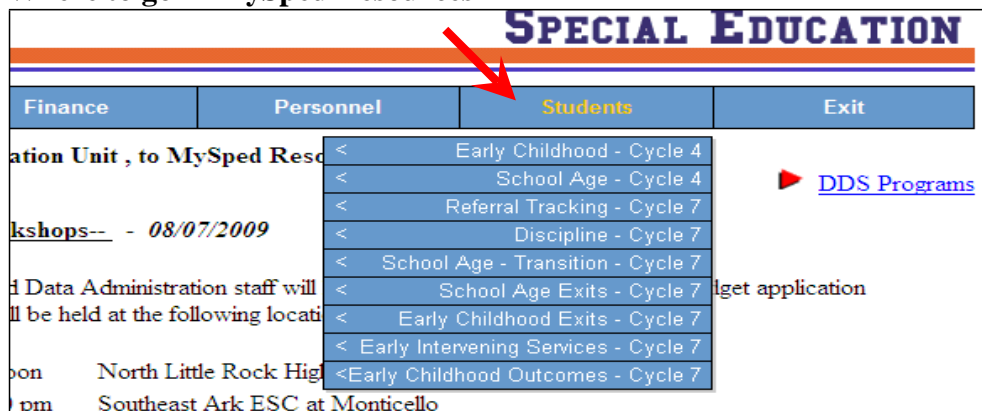 SPECIAL EDUCATION
Finance Personnel Students Exit
ation Unit , to MySped Reso
< Early Childhood - Cycle 4
< School Age - Cycle 4
DDS Programs
< Referral Tracking - Cycle 7
kshops-- - 08/07/2009
< Discipline - Cycle 7
< School Age - Transition - Cycle 7
d Data Administration staff will
< School Age Exits - Cycle 7
lget application
ll be held at the following locati
< Early Childhood Exits - Cycle 7
< Early Intervening Services - Cycle 7
oon North Little Rock High
<Early Childhood Outcomes - Cycle 7
pm Southeast Ark ESC at Monticello